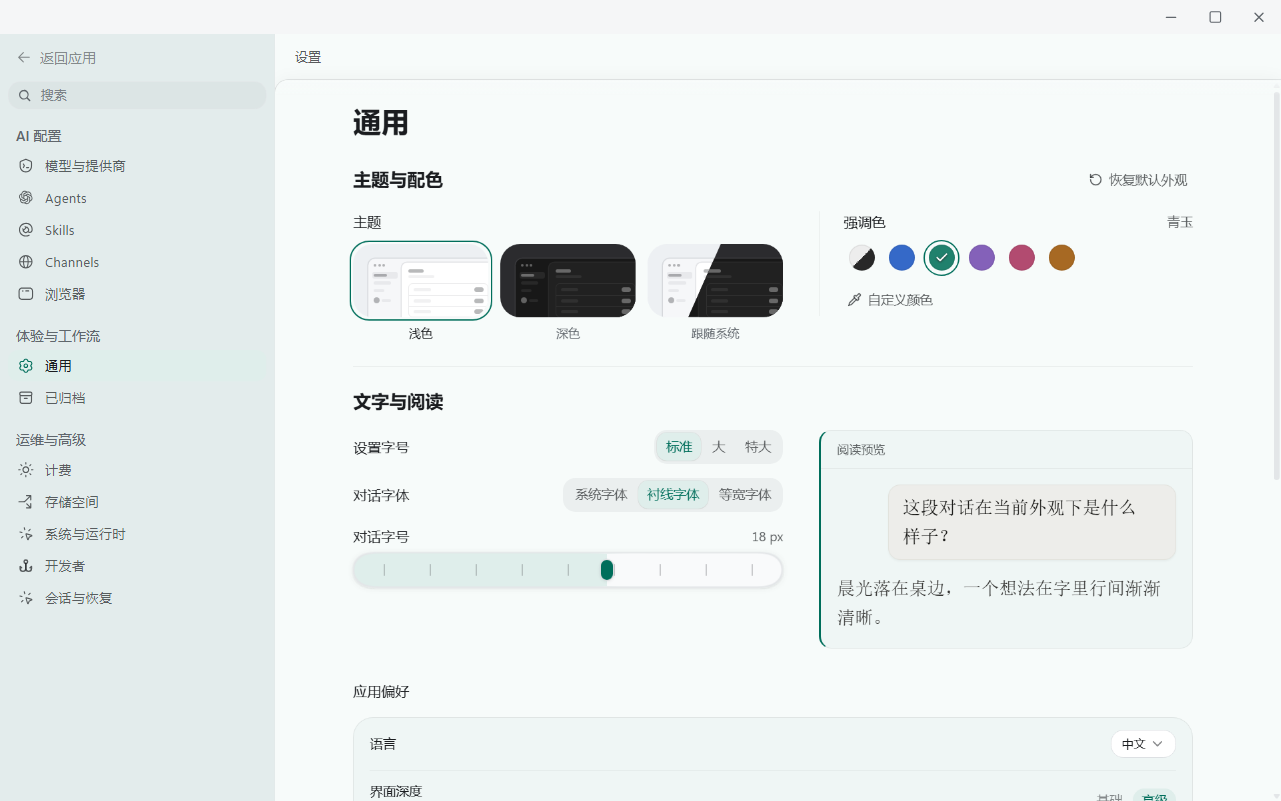 返回应用
搜索
AI 配置
模型与提供商
Agents
Skills
Channels
浏览器
体验与工作流
通用
已归档
运维与高级
计费
存储空间
系统与运行时
开发者
会话与恢复
设置
通用
主题与配色
恢复默认外观
主题
浅色
深色
跟随系统
强调色
青玉
自定义颜色
文字与阅读
设置字号
标准 大 特大
对话字体
系统字体 衬线字体 等宽字体
对话字号
18 px
阅读预览
这段对话在当前外观下是什么
样子？
晨光落在桌边，一个想法在字里行间渐渐
清晰。
应用偏好
语言
中文
界面深度
基础 高级